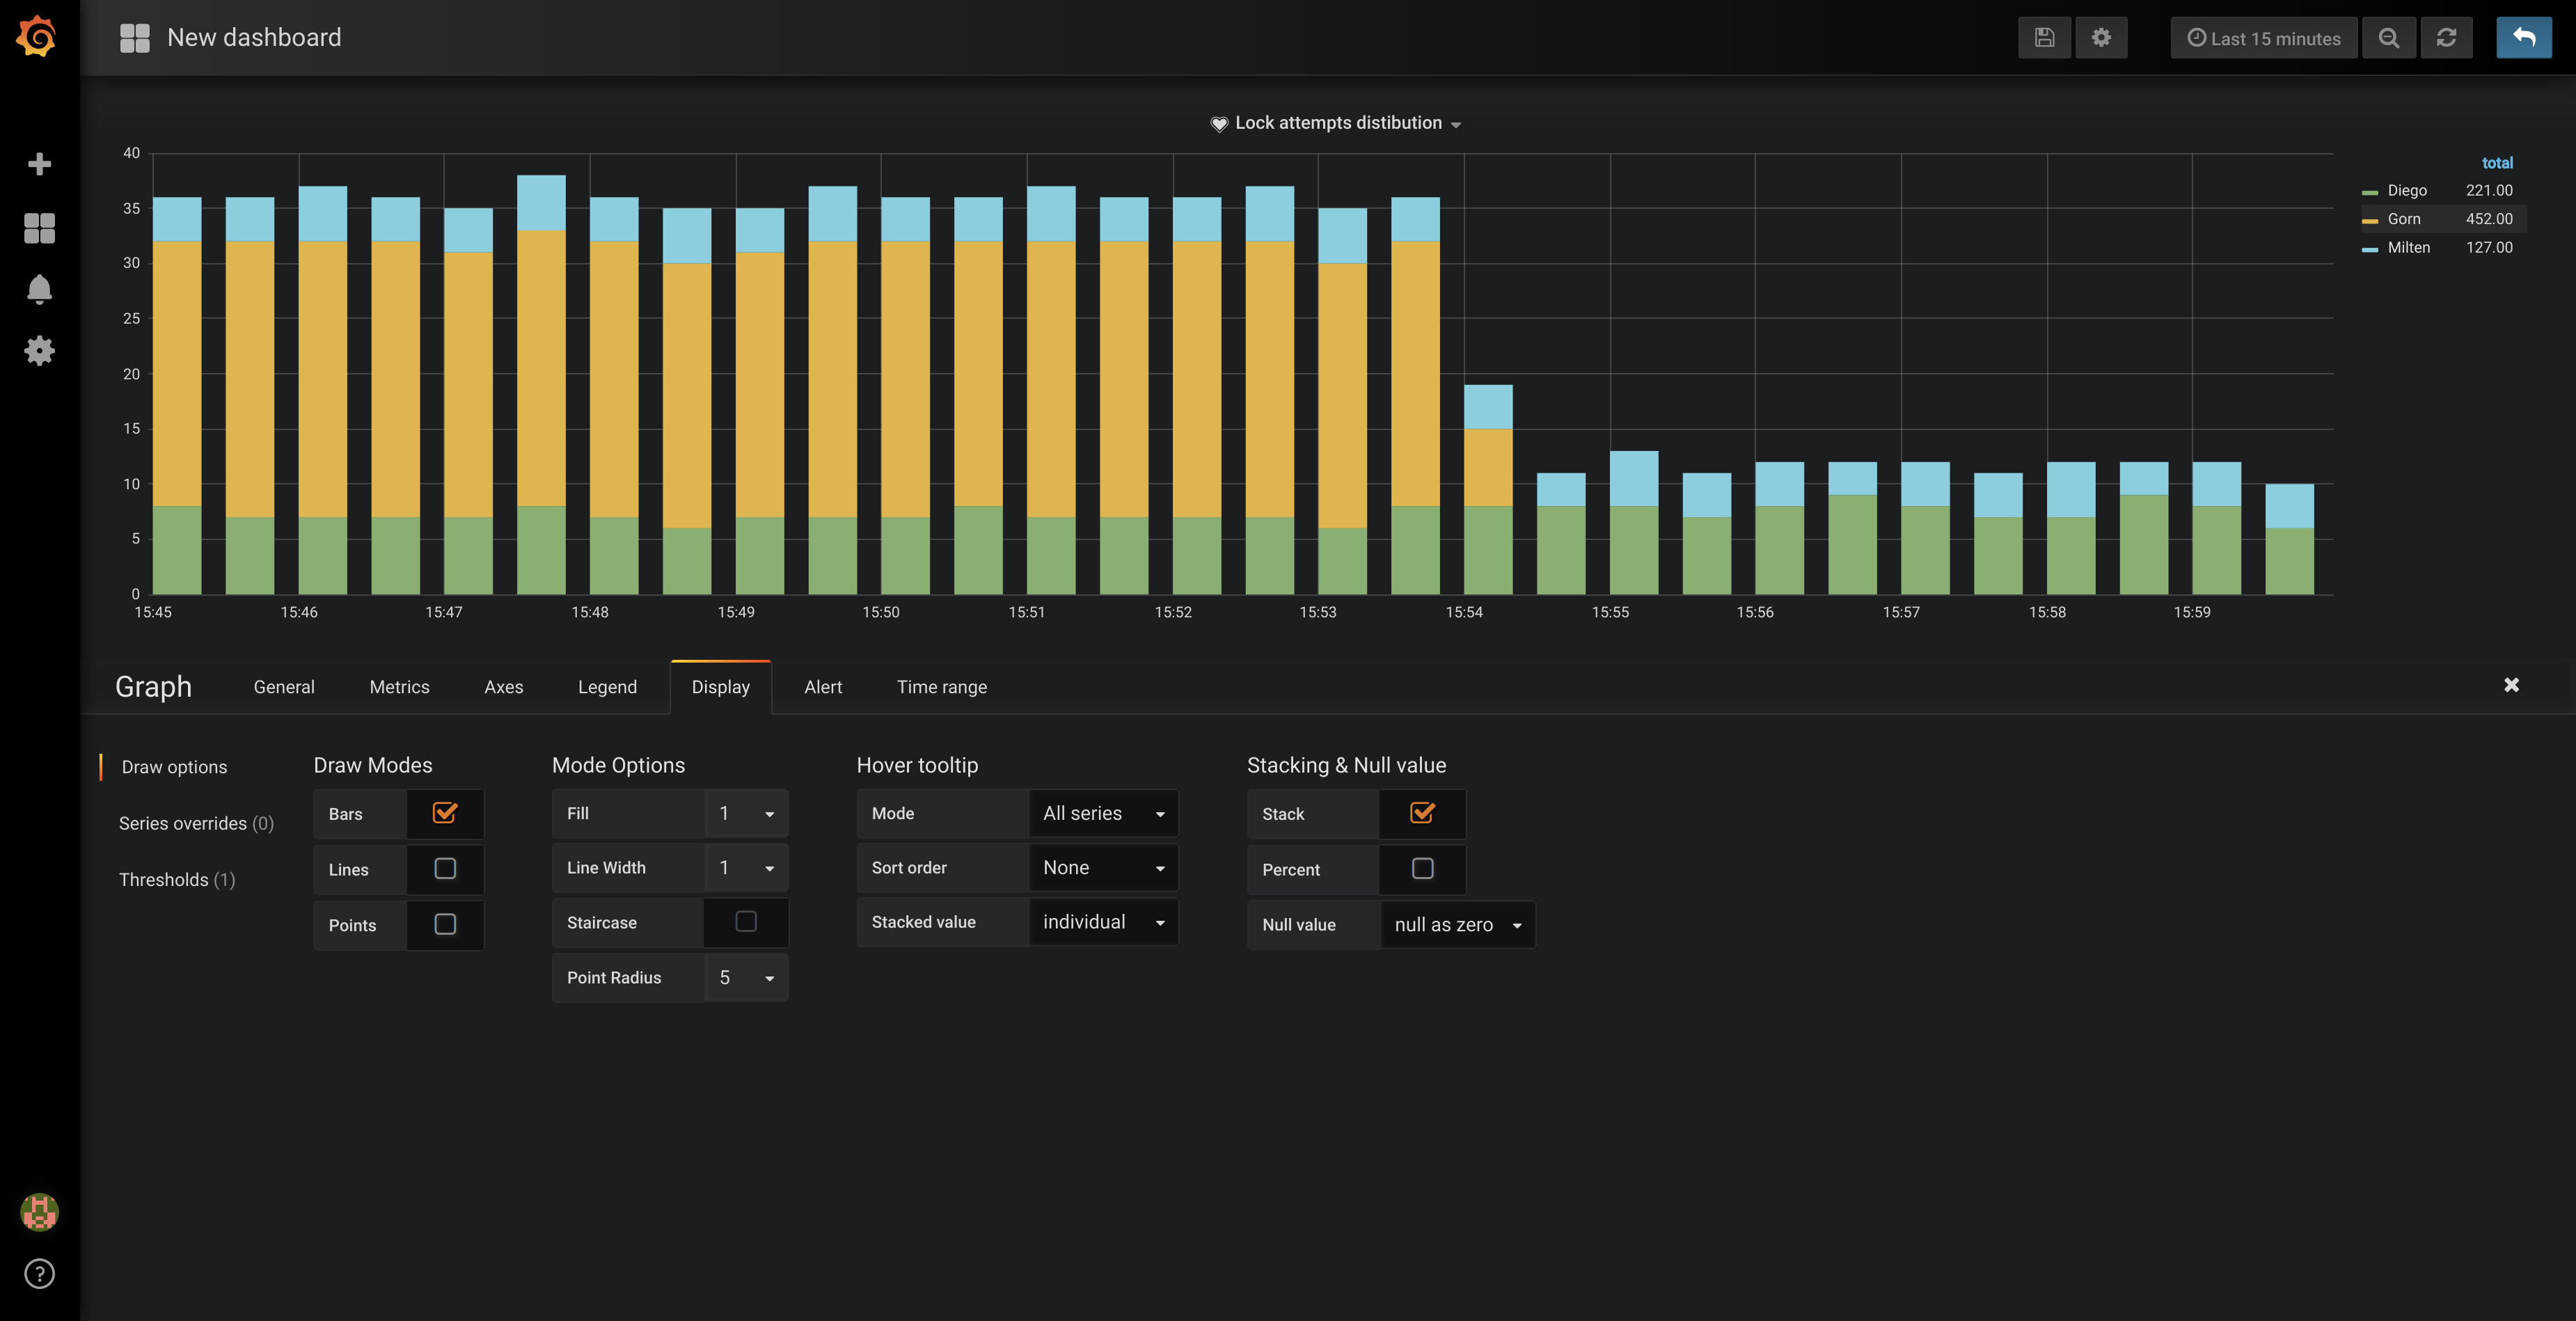 New dashboard
Last 15 minutes
Lock attempts distibution
40
35
30
25
20
15
10
5
0
15:45 15:46 15:47 15:48 15:49 15:50 15:51 15:52 15:53 15:54 15:55 15:56 15:57 15:58 15:59
total
Diego 221.00
Gorn 452.00
Milten 127.00
Graph General Metrics Axes Legend Display Alert Time range
Draw options
Series overrides (0)
Thresholds (1)
Draw Modes
Bars
Lines
Points
Mode Options
Fill 1
Line Width 1
Staircase
Point Radius 5
Hover tooltip
Mode All series
Sort order None
Stacked value individual
Stacking & Null value
Stack
Percent
Null value null as zero
?